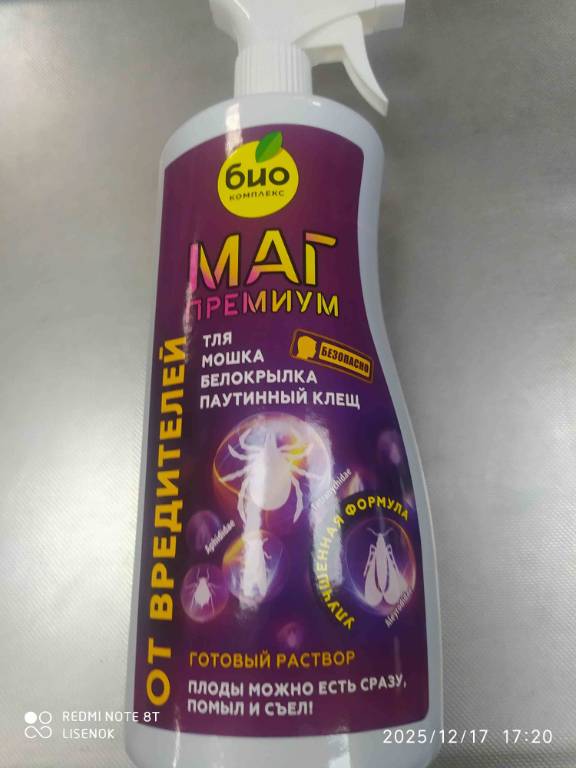 био
КОМПЛЕКС
МАГ
ПРЕМИУМ
ОТ ВРЕДИТЕЛЕЙ
ТЛЯ
МОШКА
БЕЛОКРЫЛКА
ПАУТИННЫЙ КЛЕЩ
БЕЗОПАСНО
Tetranychidae
Aphididae
УЛУЧШЕННАЯ ФОРМУЛА
ГОТОВЫЙ РАСТВОР
ПЛОДЫ МОЖНО ЕСТЬ СРАЗУ,
ПОМЫЛ И СЪЕЛ!
REDMI NOTE 8T
LISENOK
2025/12/17 17:20